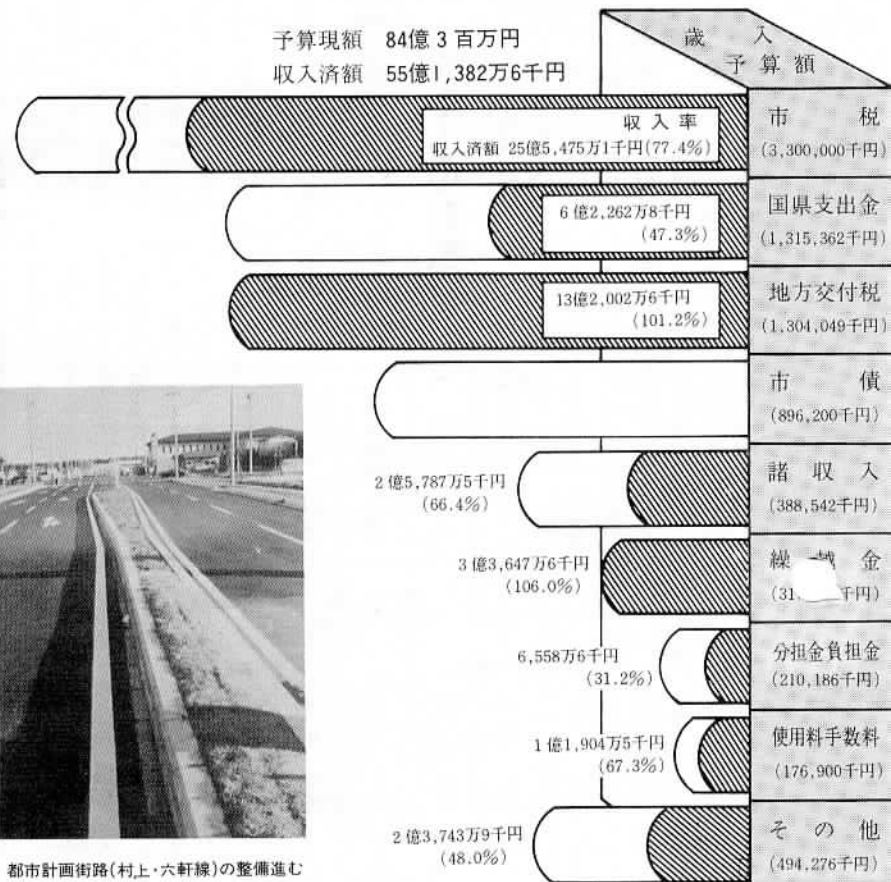 予算現額 84億3百万円
収入済額 55億1,382万6千円
歳入
予算額
収入率
収入済額 25億5,475万1千円(77.4%)
市税
(3,300,000千円)
6億2,262万8千円
(47.3%)
国県支出金
(1,315,362千円)
13億2,002万6千円
(101.2%)
地方交付税
(1,304,049千円)
市債
(896,200千円)
2億5,787万5千円
(66.4%)
諸収入
(388,542千円)
3億3,647万6千円
(106.0%)
繰越金
千円)
6,558万6千円
(31.2%)
分担金負担金
(210,186千円)
1億1,904万5千円
(67.3%)
使用料手数料
(176,900千円)
2億3,743万9千円
(48.0%)
その他
(494,276千円)
都市計画街路(村上・六軒線)の整備進む